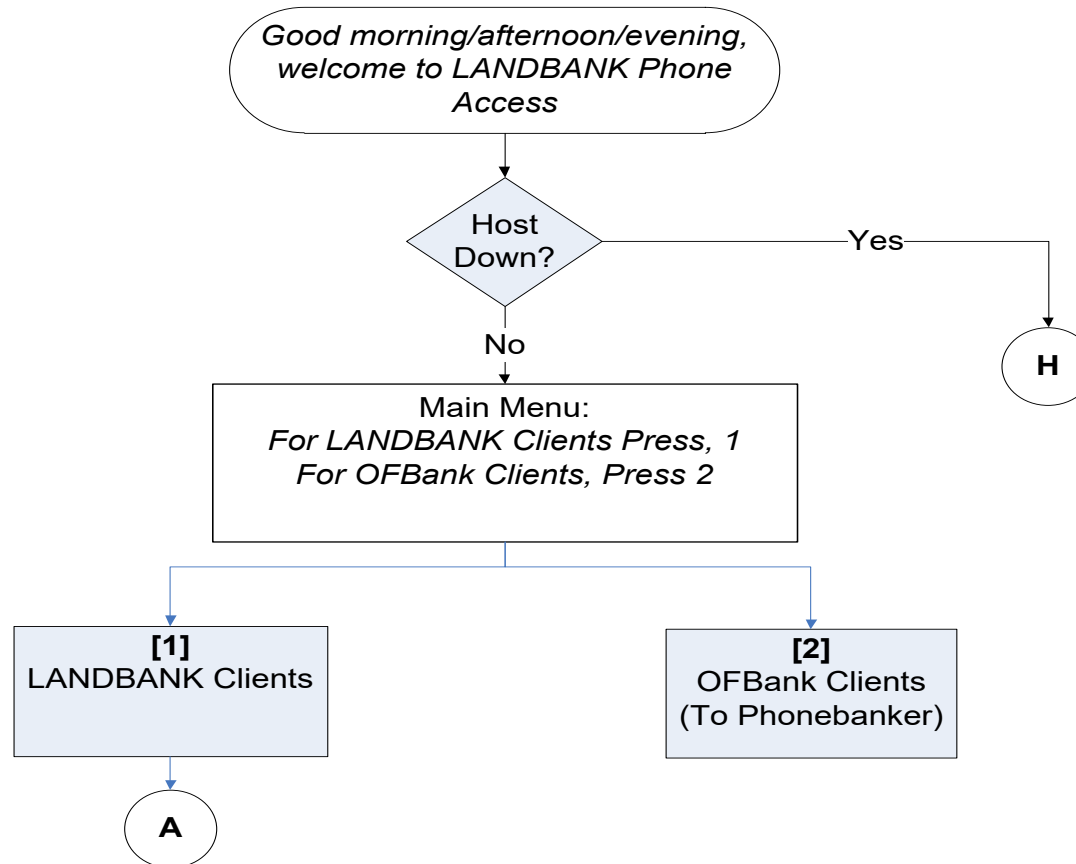 Good morning/afternoon/evening,
welcome to LANDBANK Phone
Access
Host
Down?
Yes
No
H
Main Menu:
For LANDBANK Clients Press, 1
For OFBank Clients, Press 2
[1]
LANDBANK Clients
[2]
OFBank Clients
(To Phonebanker)
A